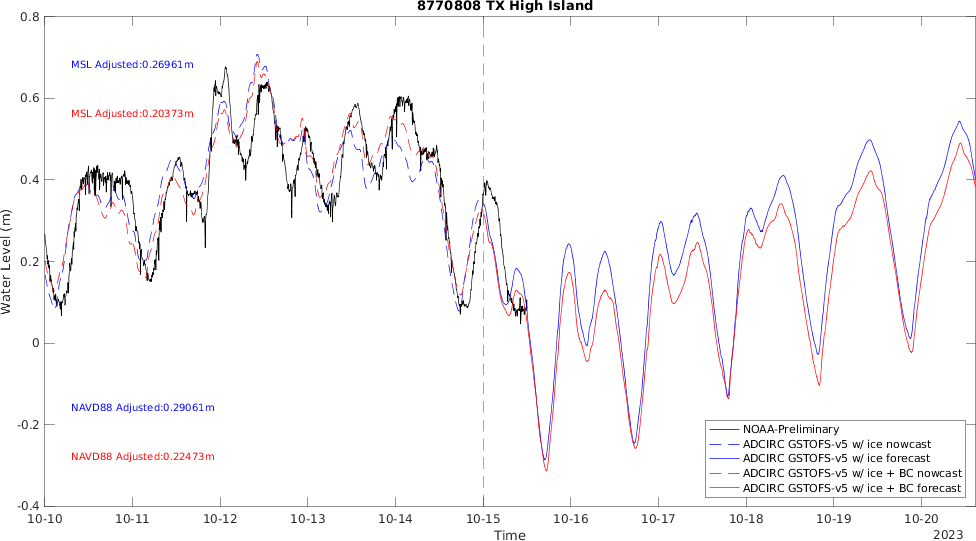 8770808 TX High Island
0.8
0.6
0.4
0.2
0
-0.2
-0.4
Water Level (m)
MSL Adjusted:0.26961m
MSL Adjusted:0.20373m
NAVD88 Adjusted:0.29061m
NAVD88 Adjusted:0.22473m
NOAA-Preliminary
ADCIRC GSTOFS-v5 w/ ice nowcast
ADCIRC GSTOFS-v5 w/ ice forecast
ADCIRC GSTOFS-v5 w/ ice + BC nowcast
ADCIRC GSTOFS-v5 w/ ice + BC forecast
10-10 10-11 10-12 10-13 10-14 10-15 10-16 10-17 10-18 10-19 10-20
Time
2023